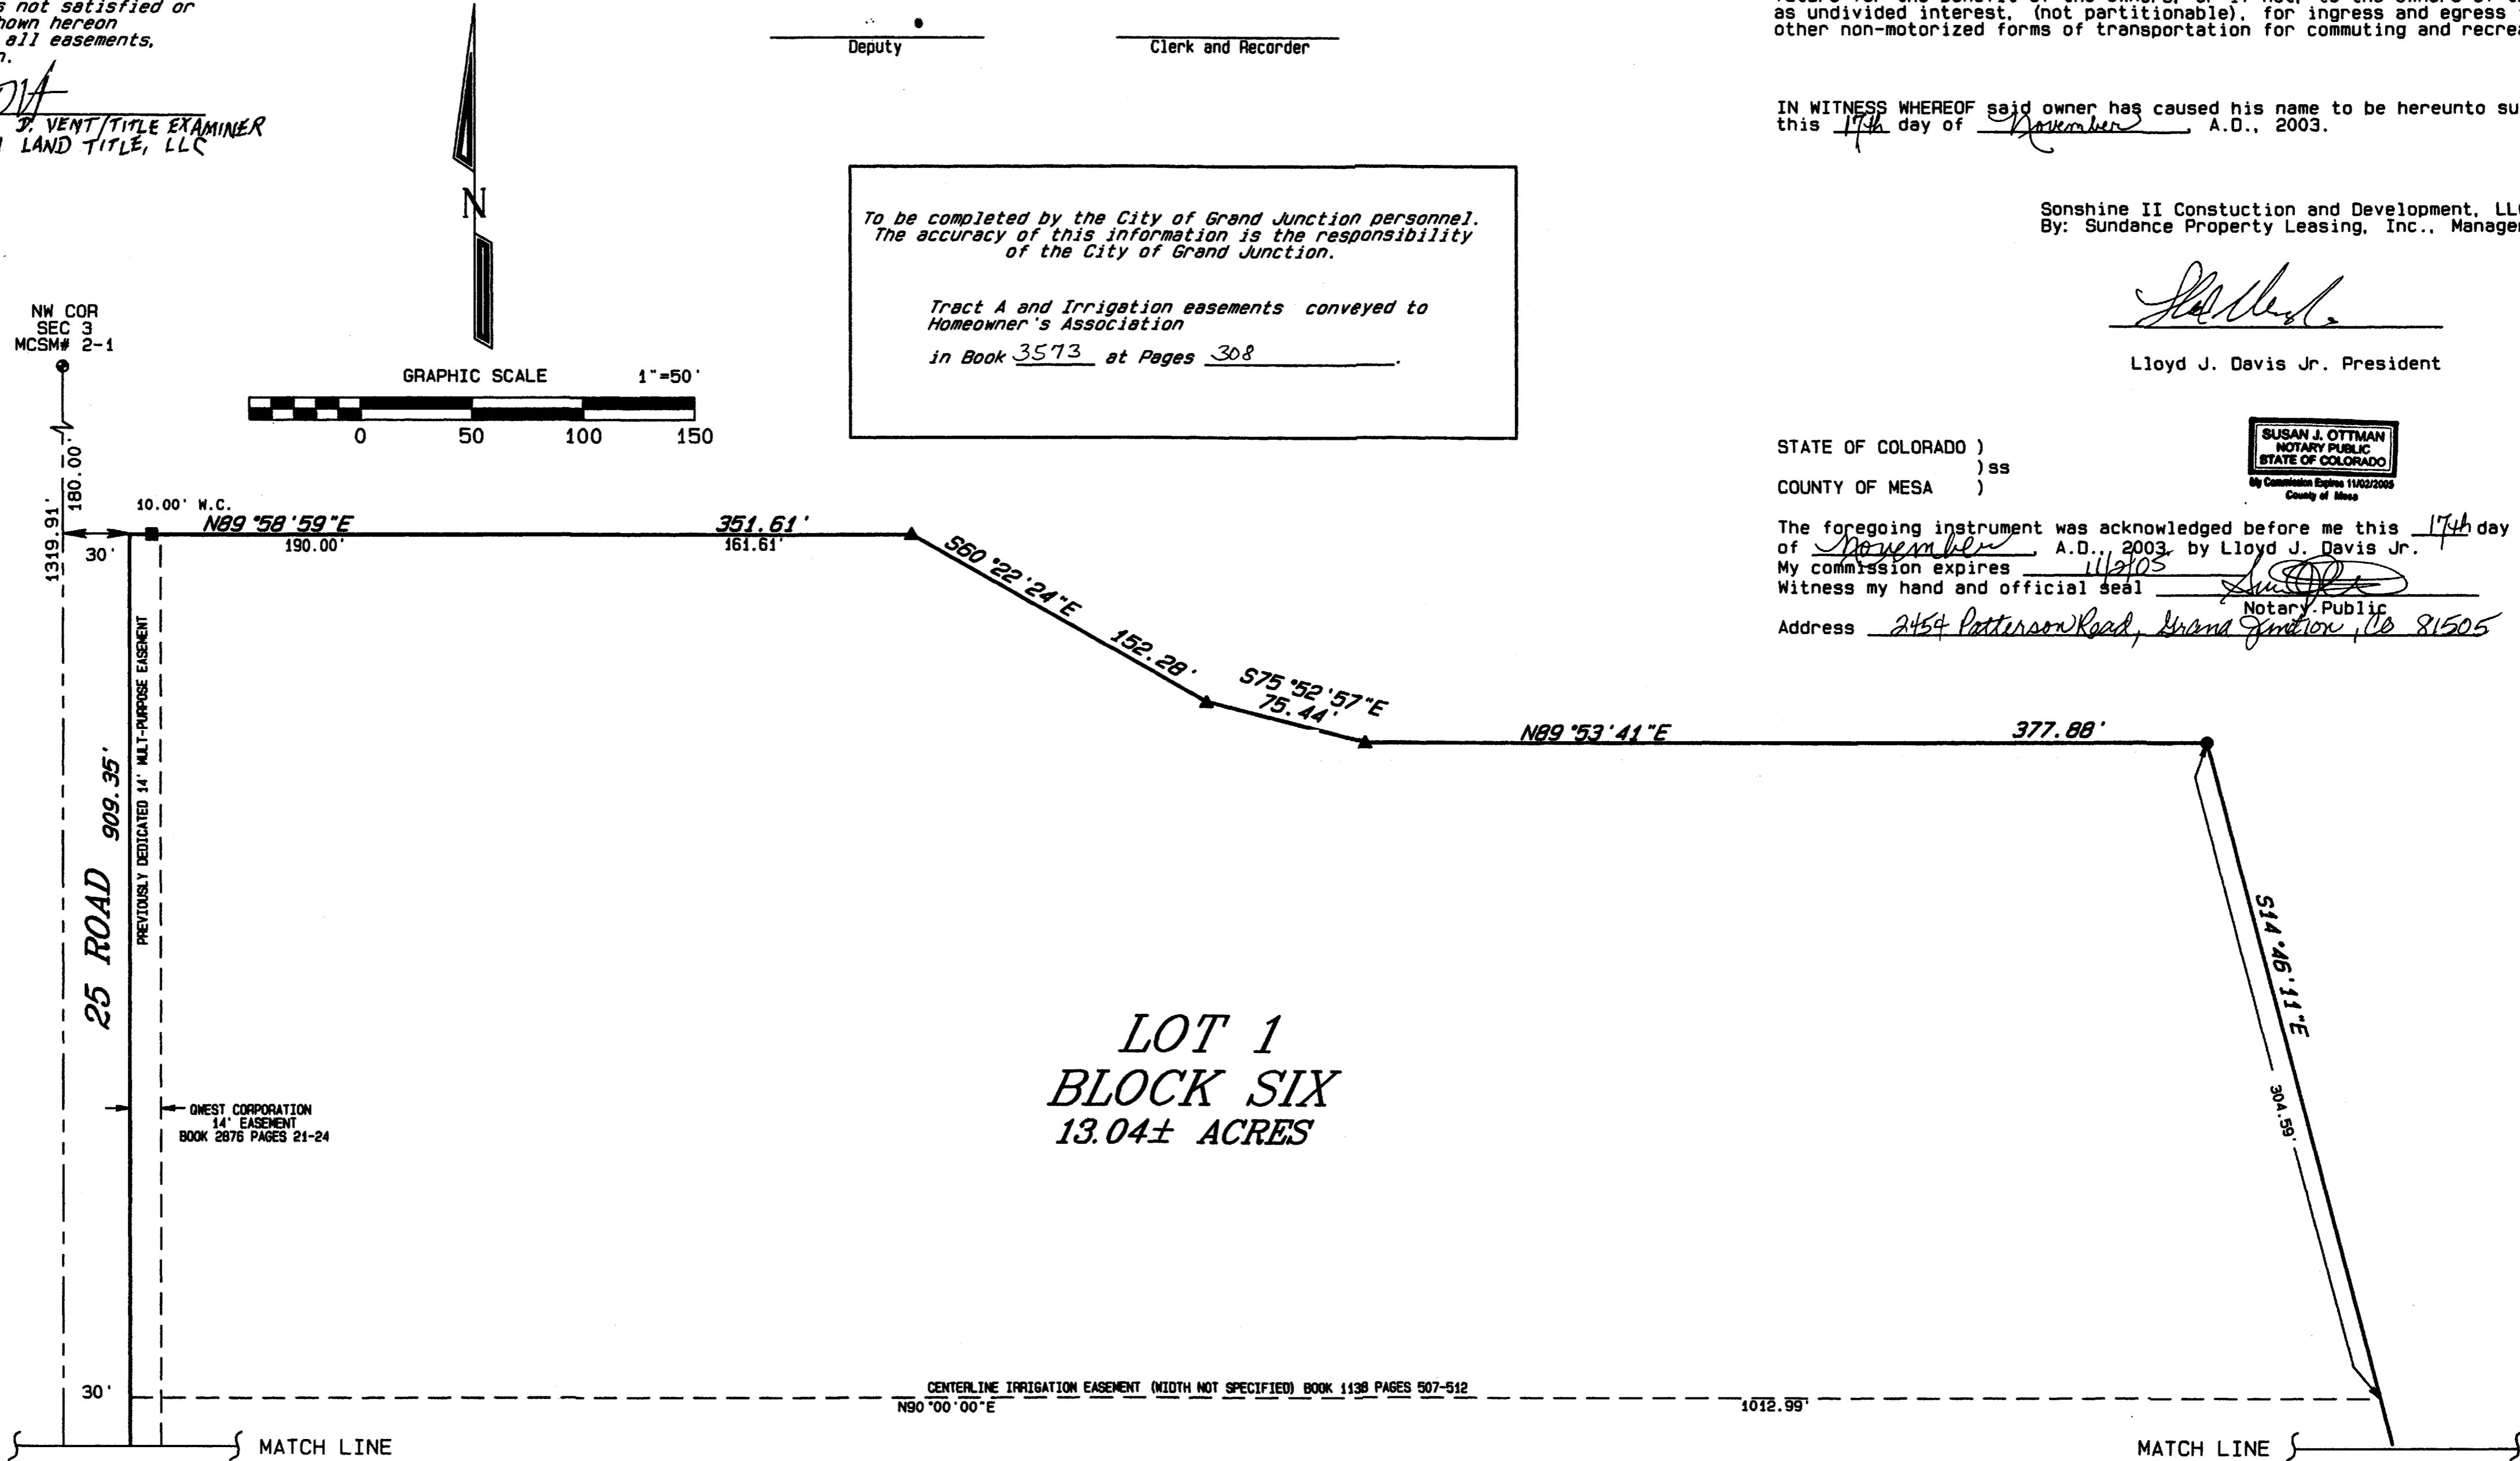 s not satisfied or
hown hereon
all easements,
n.
D. VENT/TITLE EXAMINER
LAND TITLE, LLC
Deputy
Clerk and Recorder
as undivided interest, (not partitionable), for ingress and egress
other non-motorized forms of transportation for commuting and recrea
IN WITNESS WHEREOF said owner has caused his name to be hereunto su
this 17th day of November, A.D., 2003.
Sonshine II Constuction and Development, LLC
By: Sundance Property Leasing, Inc., Manager
Lloyd J. Davis Jr. President
N
To be completed by the City of Grand Junction personnel.
The accuracy of this information is the responsibility
of the City of Grand Junction.
Tract A and Irrigation easements conveyed to
Homeowner's Association
in Book 3573 at Pages 308.
NW COR
SEC 3
MCSM# 2-1
GRAPHIC SCALE 1"=50'
0 50 100 150
STATE OF COLORADO )
)ss
COUNTY OF MESA )
SUSAN J. OTTMAN
NOTARY PUBLIC
STATE OF COLORADO
My Commission Expires 11/02/2005
County of Mesa
The foregoing instrument was acknowledged before me this 17th day
of November, A.D., 2003, by Lloyd J. Davis Jr.
My commission expires 11/2/05
Witness my hand and official seal
Notary Public
Address 2454 Patterson Road, Grand Junction, Co 81505
1319.91'
180.00'
10.00' W.C.
30'
N89°58'59"E 351.61'
190.00' 161.61'
S60°22'24"E
152.28'
S75°52'57"E
75.44'
N89°53'41"E 377.88'
S14°46'11"E
304.59'
25 ROAD 909.35'
PREVIOUSLY DEDICATED 14' MULT-PURPOSE EASEMENT
QWEST CORPORATION
14' EASEMENT
BOOK 2876 PAGES 21-24
LOT 1
BLOCK SIX
13.04± ACRES
30'
CENTERLINE IRRIGATION EASEMENT (WIDTH NOT SPECIFIED) BOOK 1138 PAGES 507-512
N90°00'00"E 1012.99'
MATCH LINE
MATCH LINE